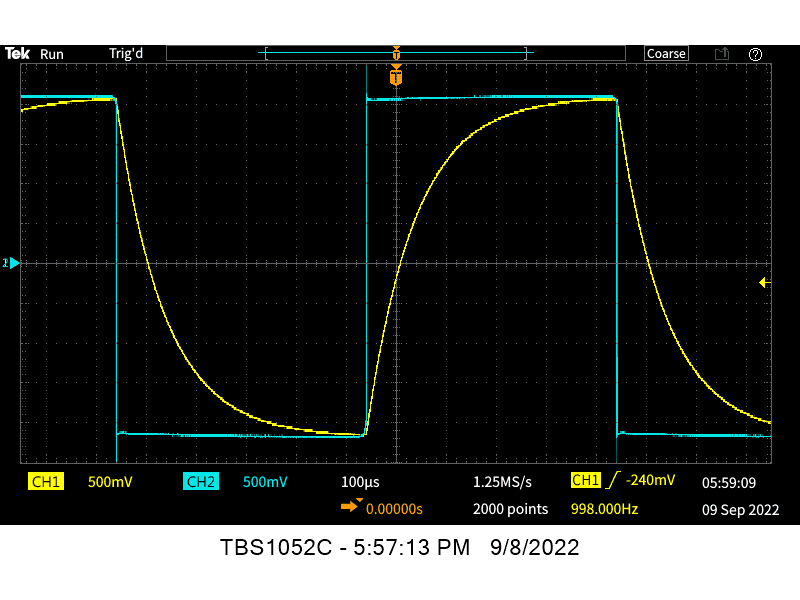 Tek Run Trig'd Coarse ?
T
T
2
CH1 500mV CH2 500mV 100µs 1.25MS/s CH1 -240mV 05:59:09
0.00000s 2000 points 998.000Hz 09 Sep 2022
TBS1052C - 5:57:13 PM 9/8/2022